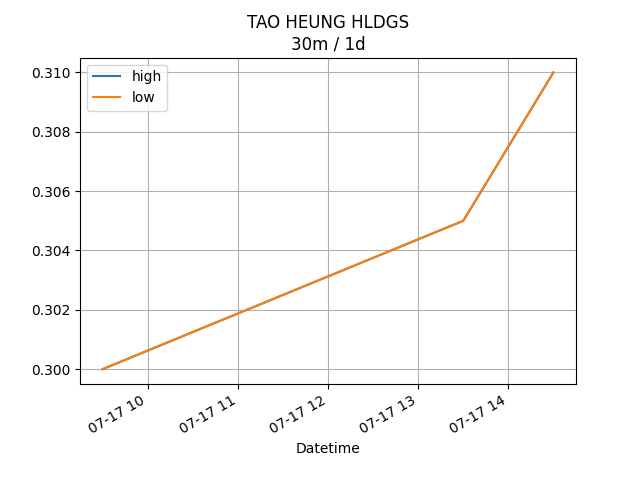 TAO HEUNG HLDGS
30m / 1d
high
low
0.310
0.308
0.306
0.304
0.302
0.300
07-17 10
07-17 11
07-17 12
07-17 13
07-17 14
Datetime